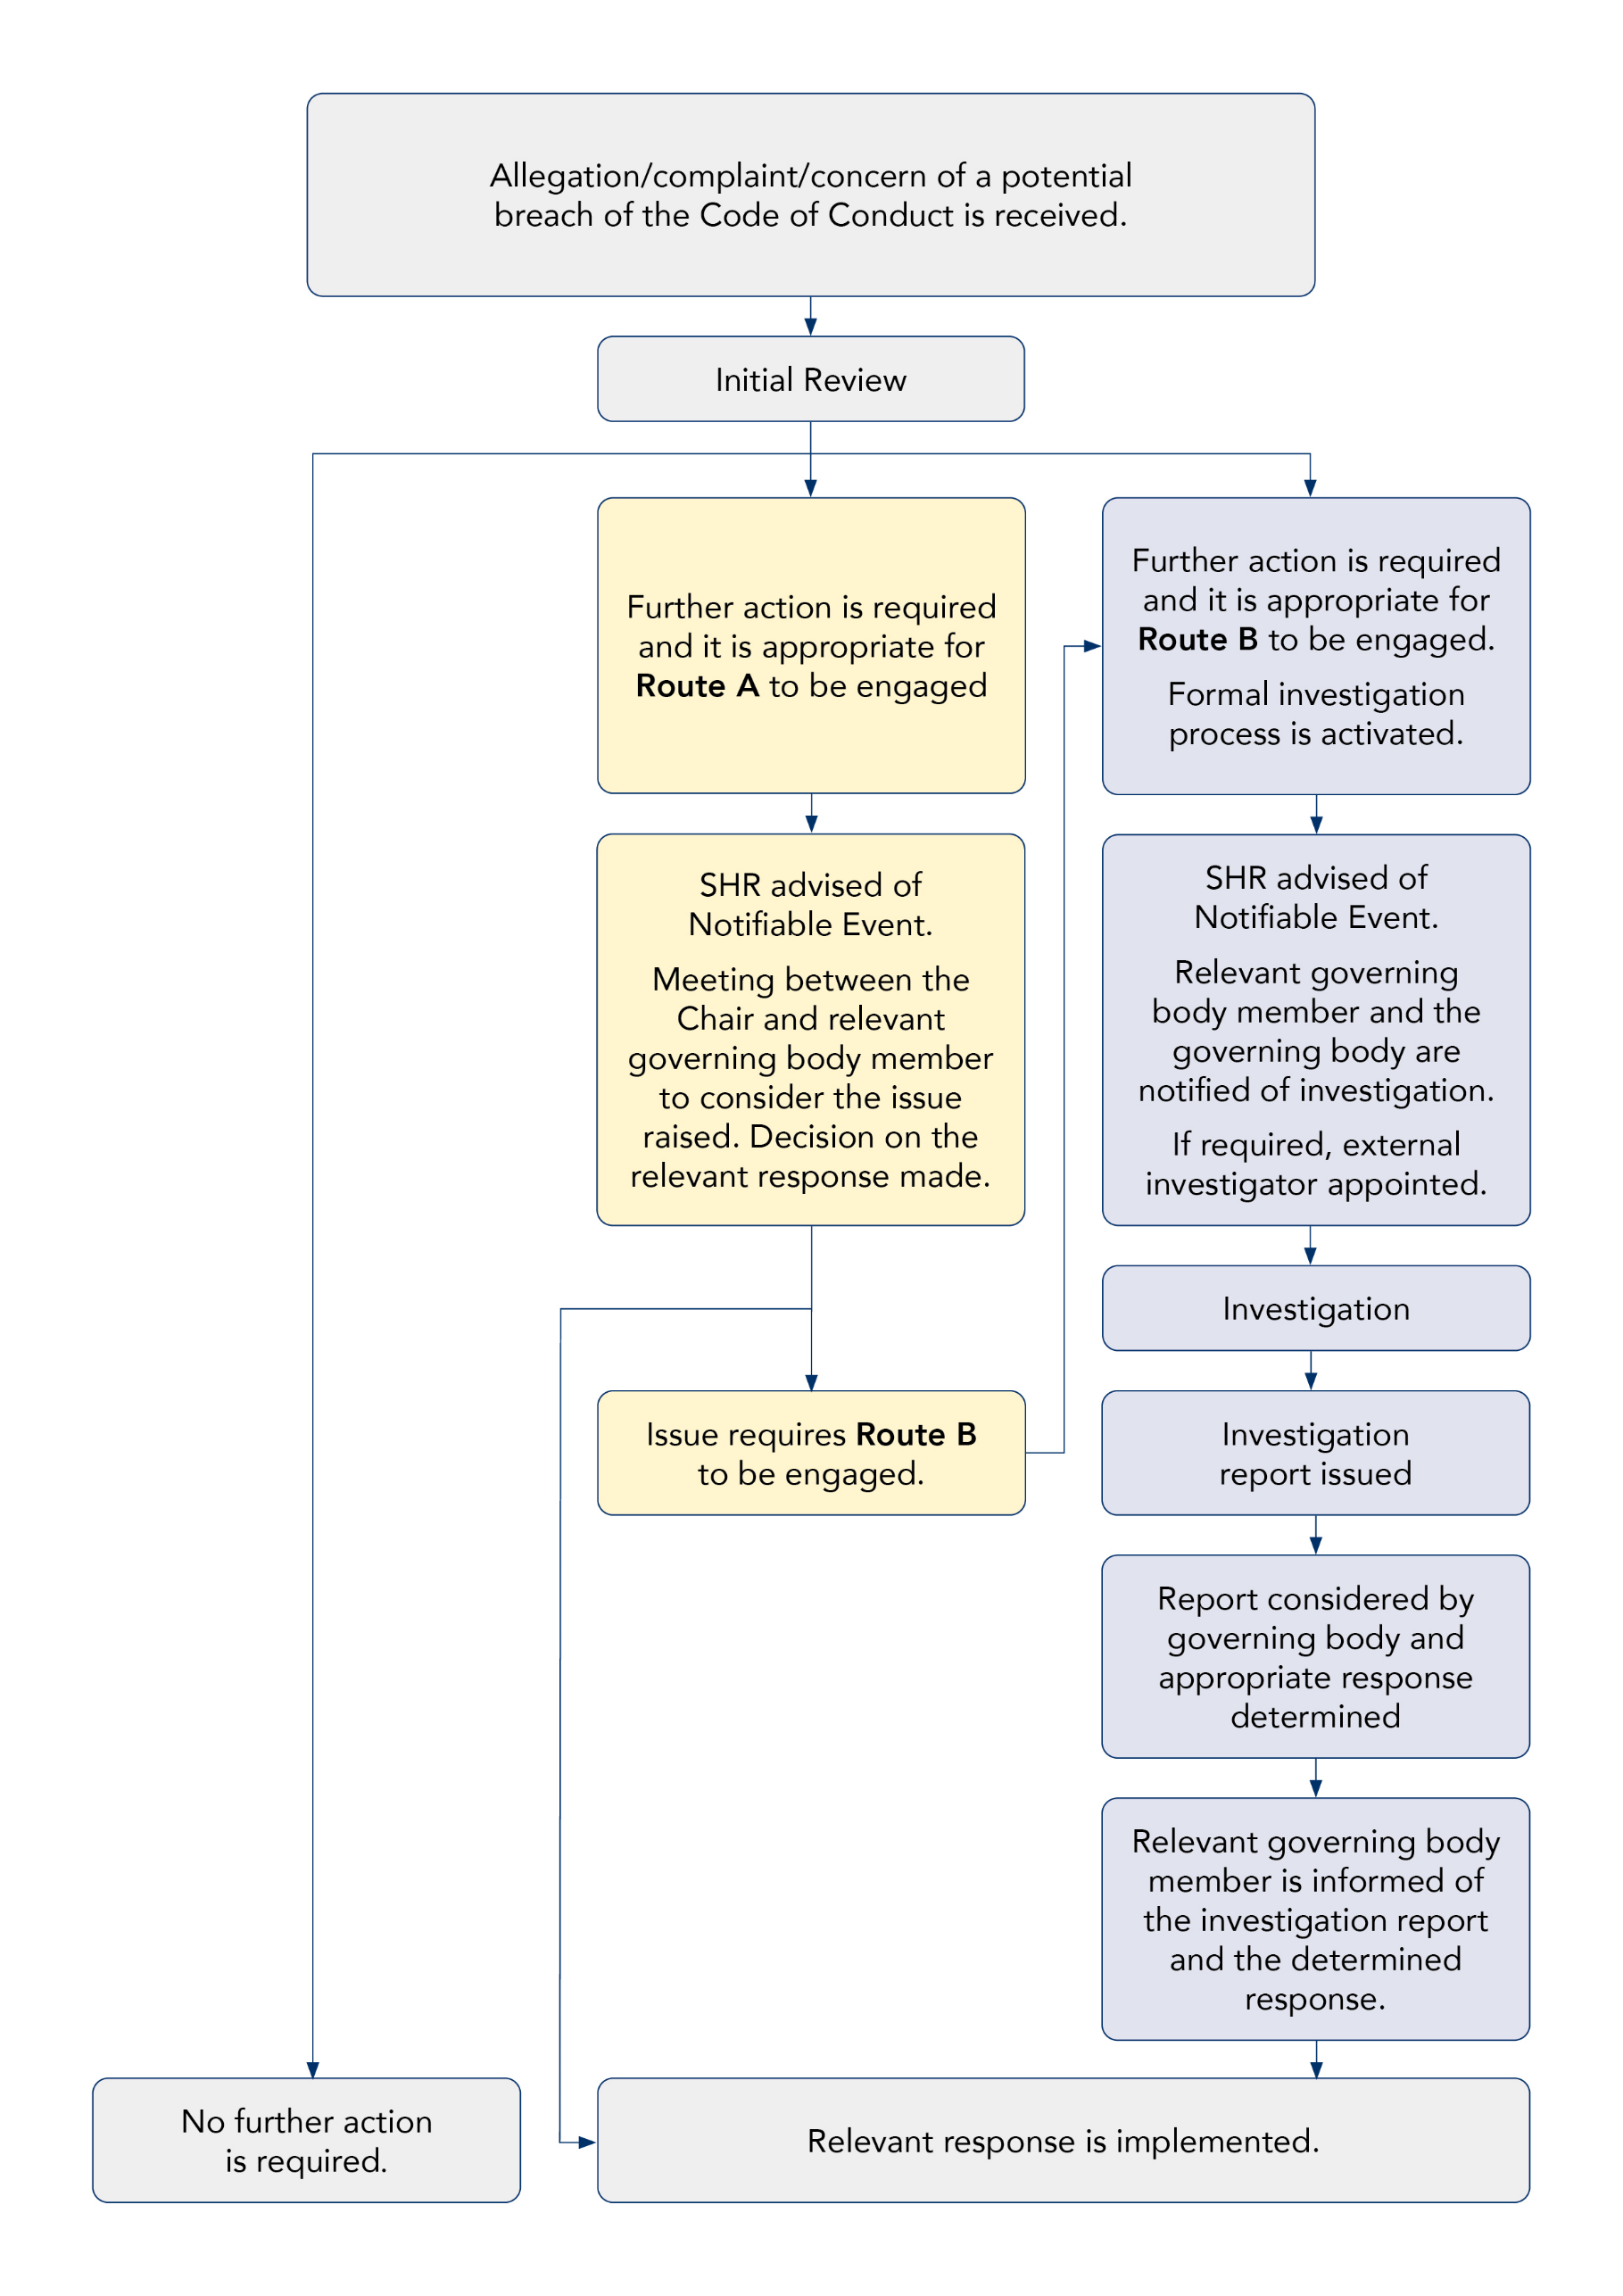 Allegation/complaint/concern of a potential
breach of the Code of Conduct is received.
Initial Review
Further action is required
and it is appropriate for
Route A to be engaged
Further action is required
and it is appropriate for
Route B to be engaged.
Formal investigation
process is activated.
SHR advised of
Notifiable Event.
Meeting between the
Chair and relevant
governing body member
to consider the issue
raised. Decision on the
relevant response made.
SHR advised of
Notifiable Event.
Relevant governing
body member and the
governing body are
notified of investigation.
If required, external
investigator appointed.
Investigation
Issue requires Route B
to be engaged.
Investigation
report issued
Report considered by
governing body and
appropriate response
determined
Relevant governing body
member is informed of
the investigation report
and the determined
response.
No further action
is required.
Relevant response is implemented.